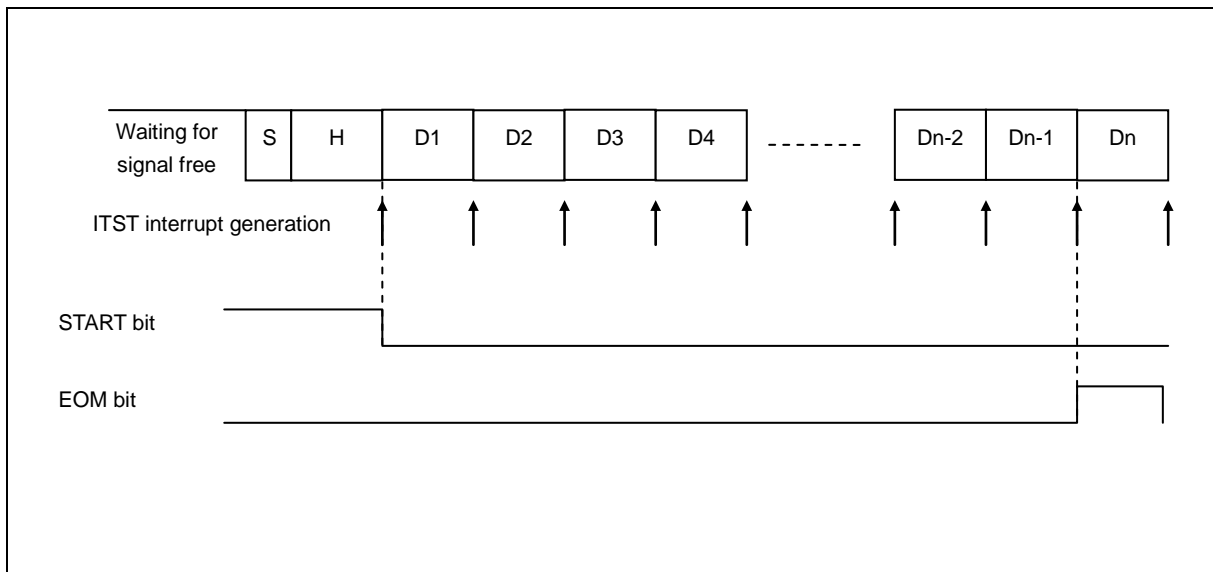 Waiting for
signal free
S H D1 D2 D3 D4 Dn-2 Dn-1 Dn
ITST interrupt generation
START bit
EOM bit